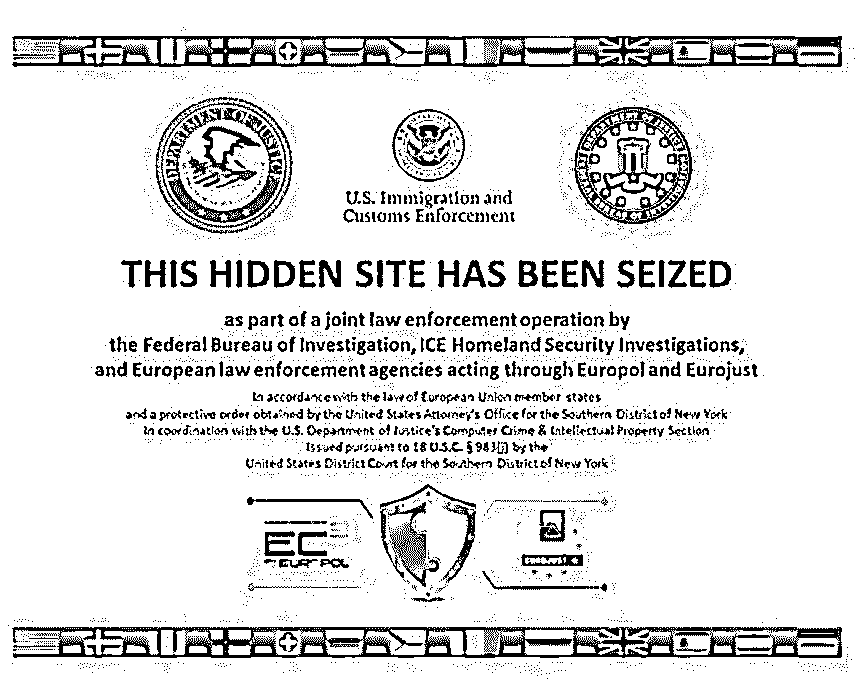 DEPARTMENT OF JUSTICE
U.S. Immigration and
Customs Enforcement
THIS HIDDEN SITE HAS BEEN SEIZED
as part of a joint law enforcement operation by
the Federal Bureau of Investigation, ICE Homeland Security Investigations,
and European law enforcement agencies acting through Europol and Eurojust
In accordance with the law of European Union member states
and a protective order obtained by the United States Attorney's Office for the Southern District of New York
in coordination with the U.S. Department of Justice's Computer Crime & Intellectual Property Section
issued pursuant to 18 U.S.C. § 983(j) by the
United States District Court for the Southern District of New York
EC3
EUROPOL
EUROJUST